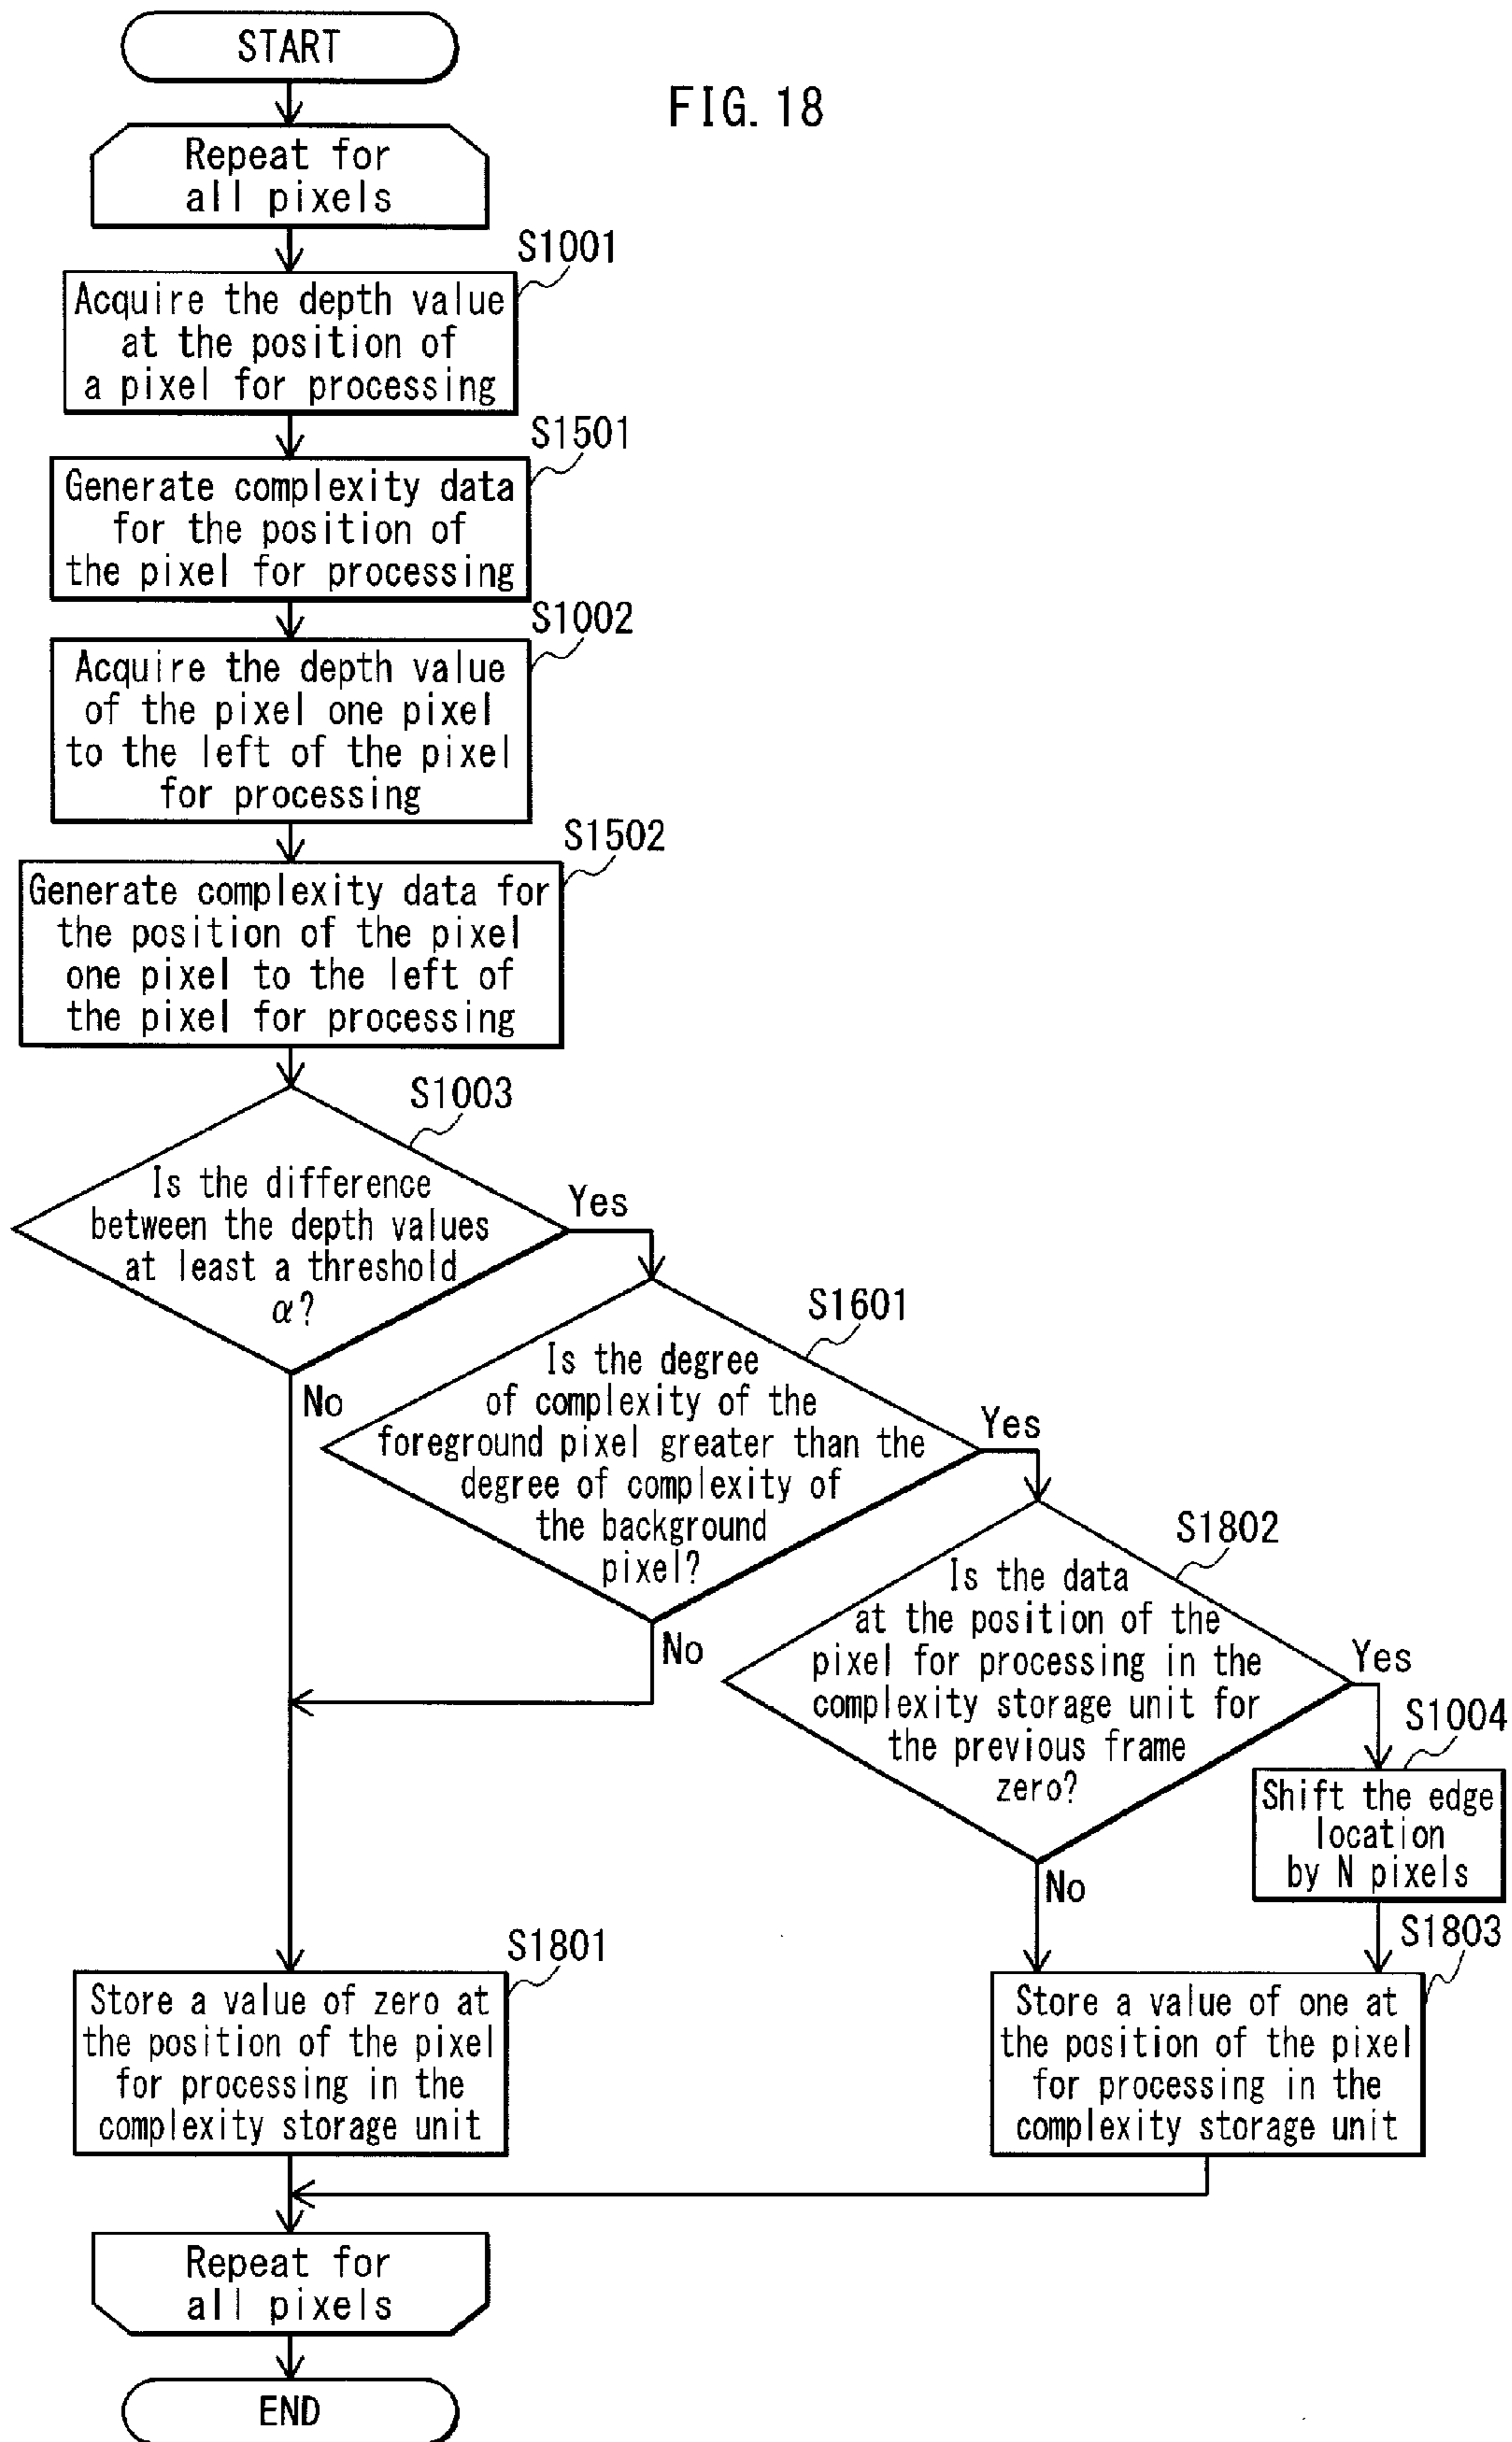 START
FIG. 18
Repeat for
all pixels
S1001
Acquire the depth value
at the position of
a pixel for processing
S1501
Generate complexity data
for the position of
the pixel for processing
S1002
Acquire the depth value
of the pixel one pixel
to the left of the pixel
for processing
S1502
Generate complexity data for
the position of the pixel
one pixel to the left of
the pixel for processing
S1003
Is the difference
between the depth values
at least a threshold
α?
Yes
No
S1601
Is the degree
of complexity of the
foreground pixel greater than the
degree of complexity of
the background
pixel?
Yes
No
S1802
Is the data
at the position of the
pixel for processing in the
complexity storage unit for
the previous frame
zero?
Yes
No
S1004
Shift the edge
location
by N pixels
S1801
Store a value of zero at
the position of the pixel
for processing in the
complexity storage unit
S1803
Store a value of one at
the position of the pixel
for processing in the
complexity storage unit
Repeat for
all pixels
END